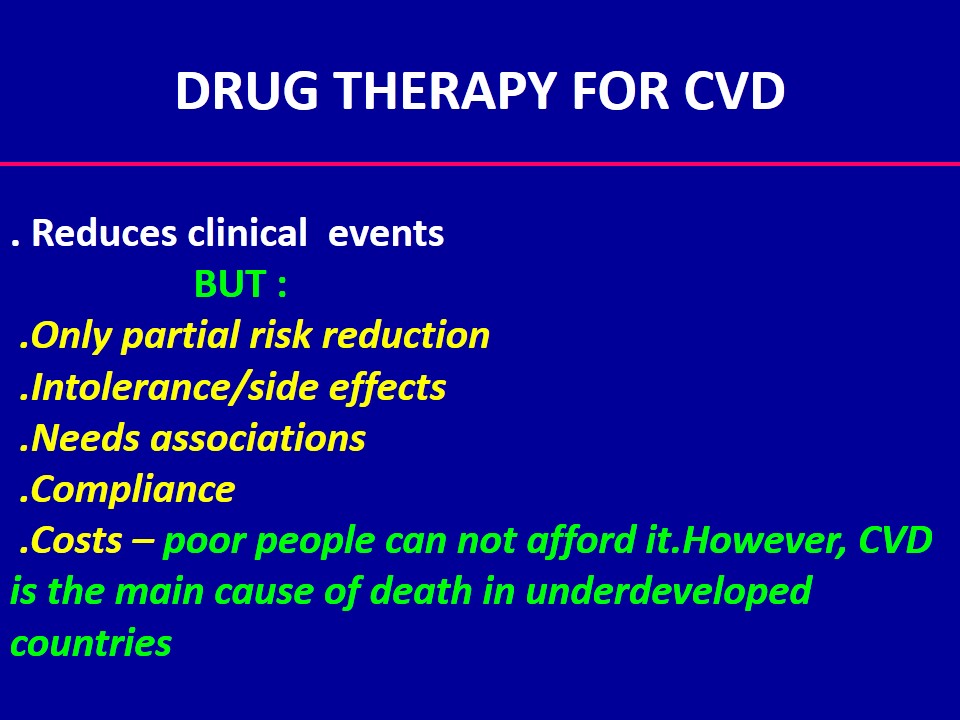 DRUG THERAPY FOR CVD
. Reduces clinical  events
BUT :
.Only partial risk reduction
.Intolerance/side effects
.Needs associations
.Compliance
.Costs – poor people can not afford it.However, CVD
is the main cause of death in underdeveloped
countries